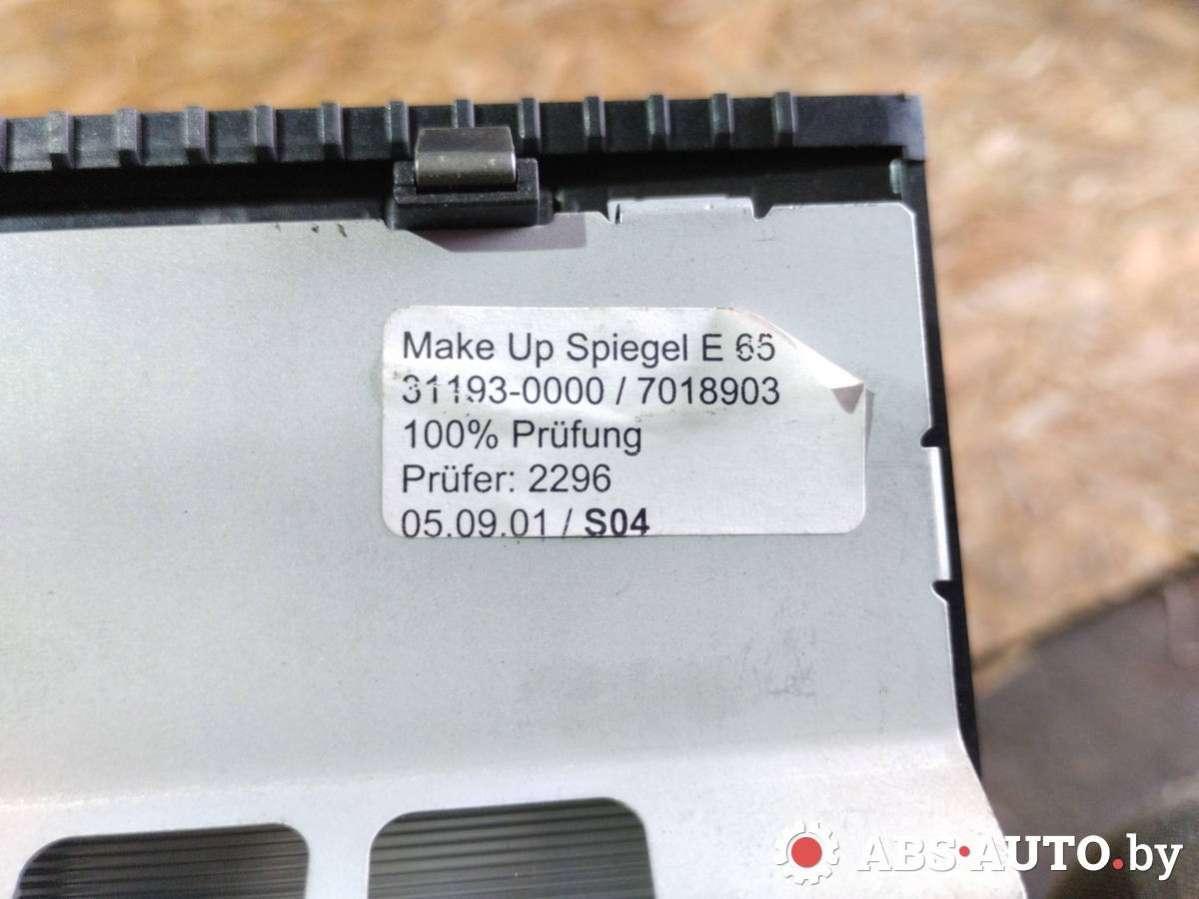 Make Up Spiegel E 65
31193-0000 / 7018903
100% Prüfung
Prüfer: 2296
05.09.01 / S04
ABS•AUTO.by